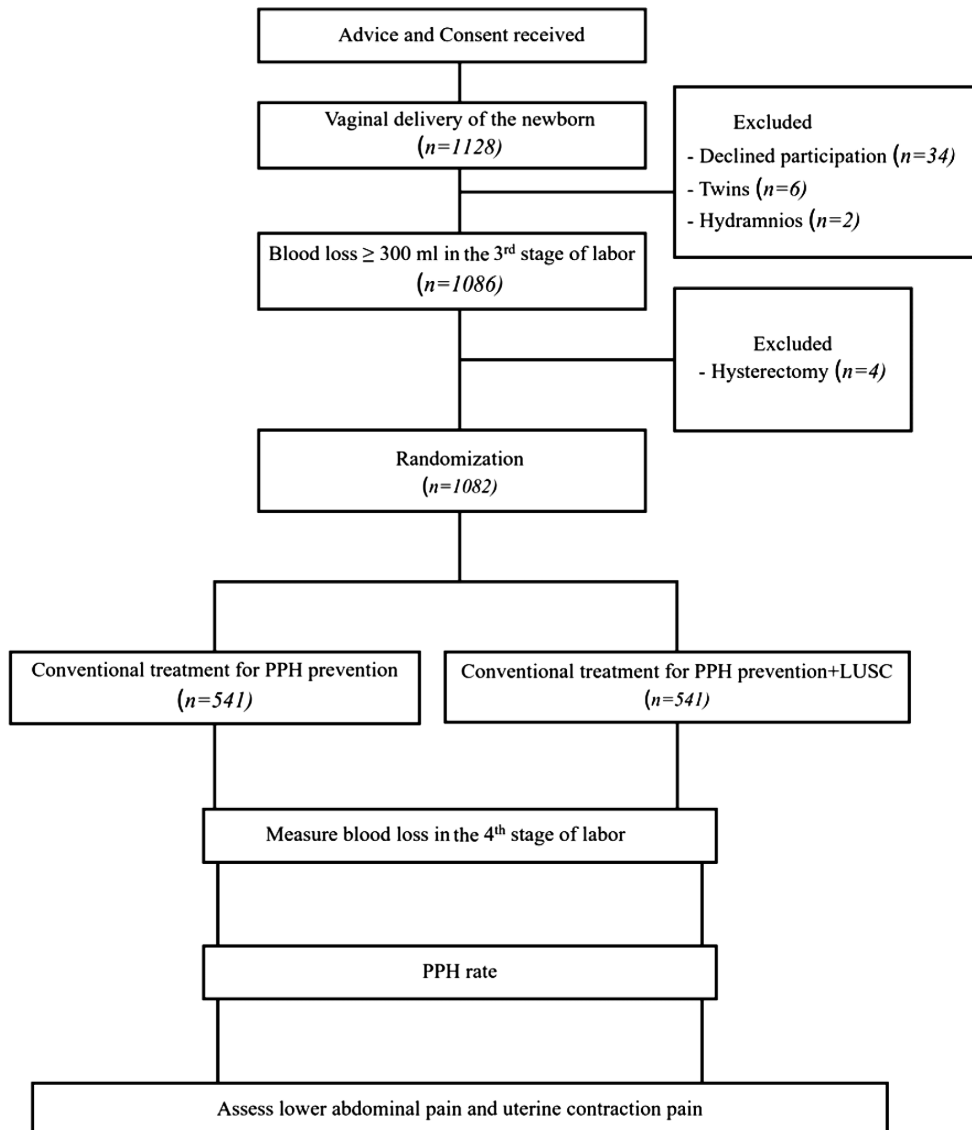 Advice and Consent received
Vaginal delivery of the newborn
(n=1128)
Excluded
- Declined participation (n=34)
- Twins (n=6)
- Hydramnios (n=2)
Blood loss ≥ 300 ml in the 3rd stage of labor
(n=1086)
Excluded
- Hysterectomy (n=4)
Randomization
(n=1082)
Conventional treatment for PPH prevention
(n=541)
Conventional treatment for PPH prevention+LUSC
(n=541)
Measure blood loss in the 4th stage of labor
PPH rate
Assess lower abdominal pain and uterine contraction pain